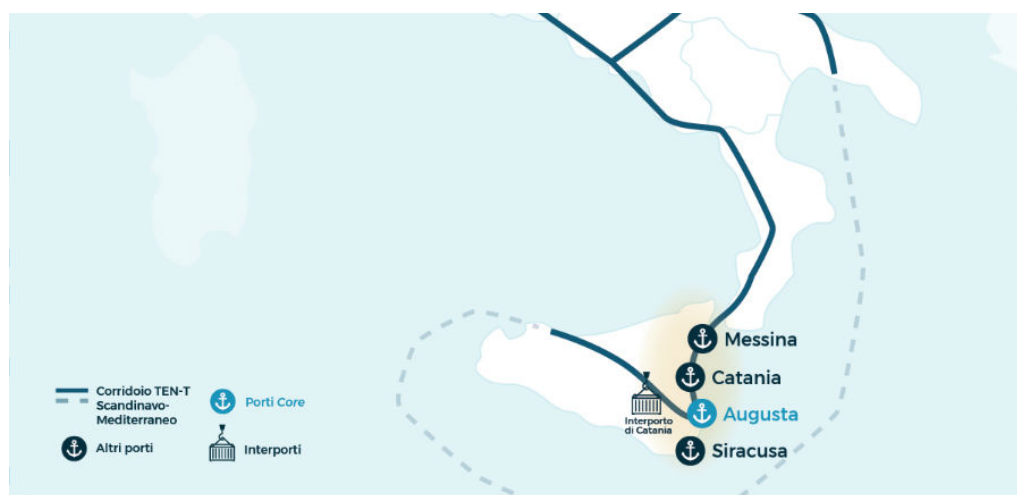 Messina
Catania
Augusta
Siracusa
Interporto
di Catania
Corridoio TEN-T
Scandinavo-
Mediterraneo
Porti Core
Altri porti
Interporti